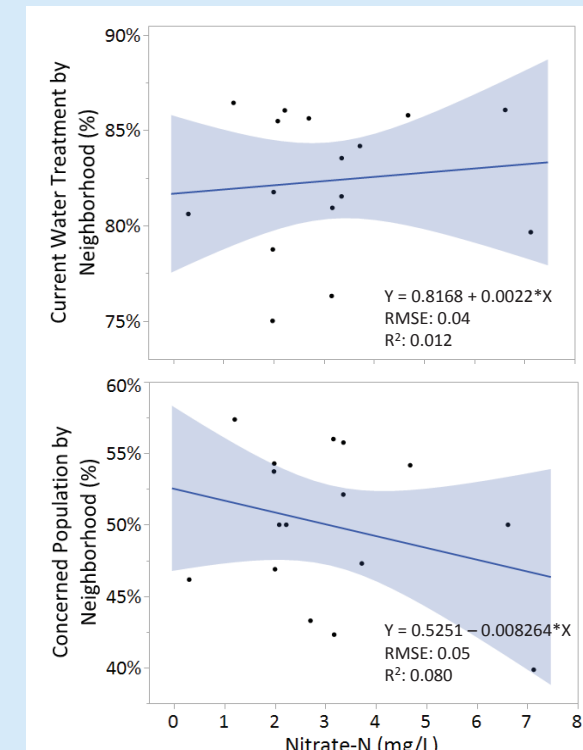 90%
85%
80%
75%
Current Water Treatment by
Neighborhood (%)
Y = 0.8168 + 0.0022*X
RMSE: 0.04
R²: 0.012
60%
55%
50%
45%
40%
Concerned Population by
Neighborhood (%)
Y = 0.5251 – 0.008264*X
RMSE: 0.05
R²: 0.080
0 1 2 3 4 5 6 7 8
Nitrate-N (mg/L)